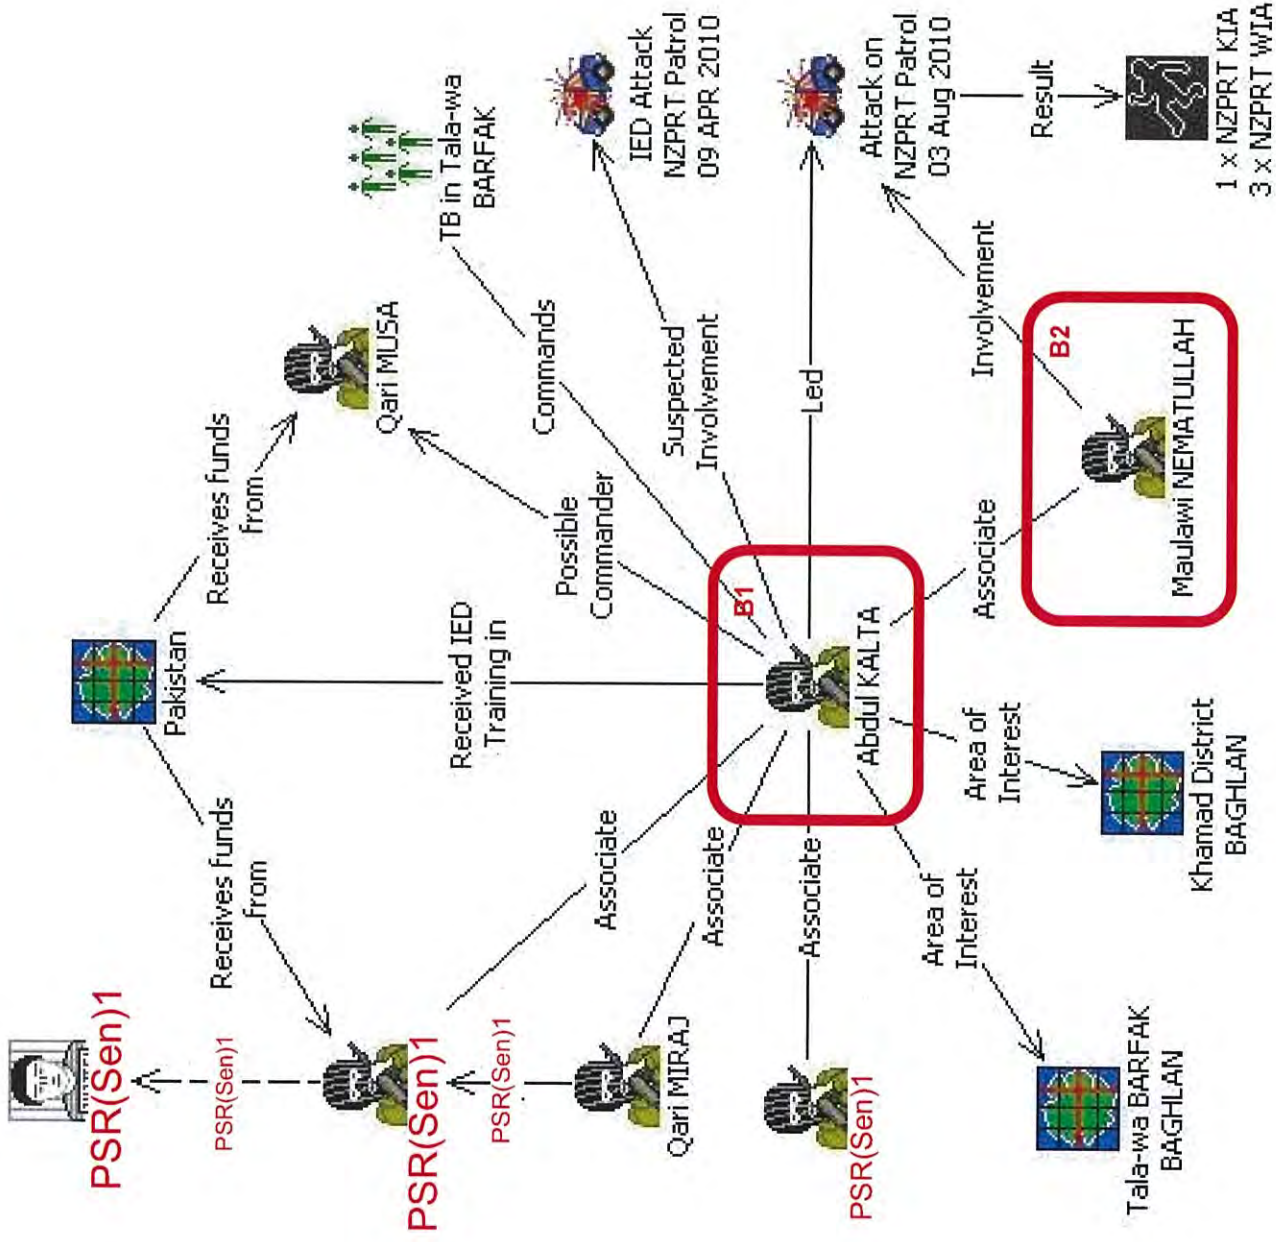 PSR(Sen)1
PSR(Sen)1
PSR(Sen)1
PSR(Sen)1
Qari MIRAJ
PSR(Sen)1
Tala-wa BARFAK
BAGHLAN
Receives funds
from
Associate
Associate
Associate
Area of
Interest
Pakistan
Received IED
Training in
B1
Abdul KALTA
Area of
Interest
Khamad District
BAGHLAN
Receives funds
from
Possible
Commander
Associate
Qari MUSA
Commands
Suspected
Involvement
Led
B2
Maulawi NEMATULLAH
Involvement
TB in Tala-wa
BARFAK
IED Attack
NZPRT Patrol
09 APR 2010
Attack on
NZPRT Patrol
03 Aug 2010
Result
1 x NZPRT KIA
3 x NZPRT WIA